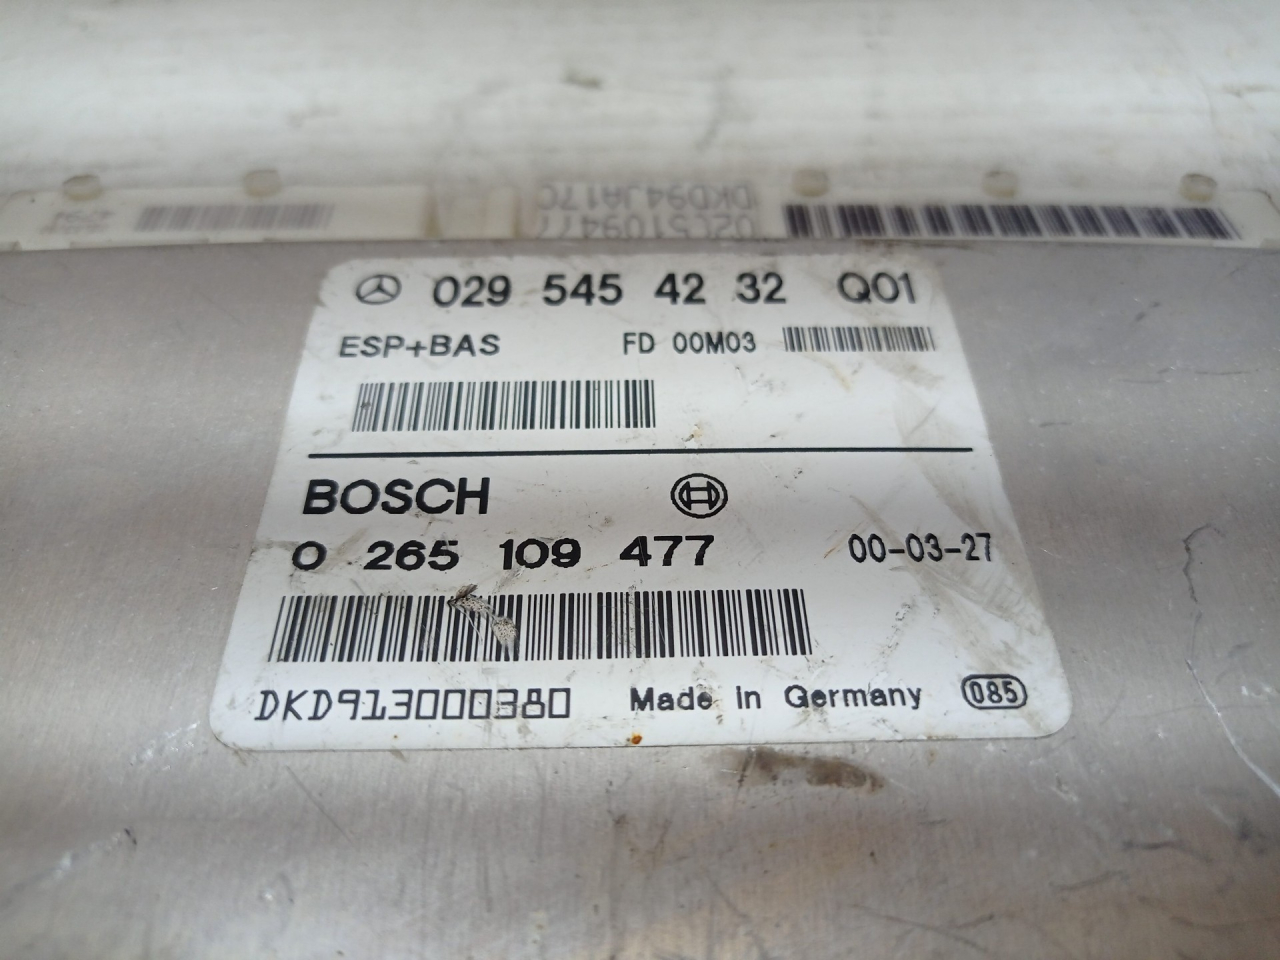 DKD94JA17C
029 545 42 32 Q01
ESP+BAS FD 00M03
BOSCH
0 265 109 477 00-03-27
DKD913000380 Made in Germany 085